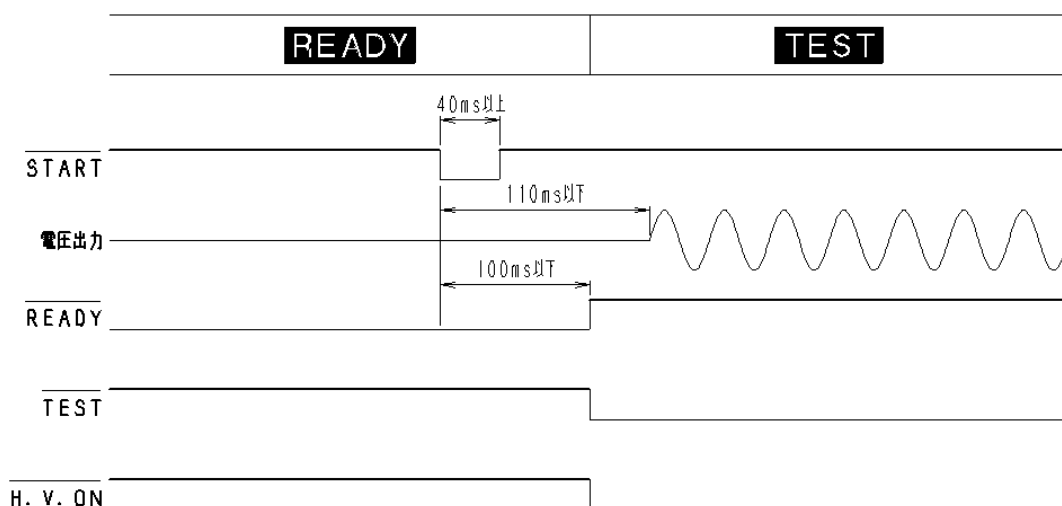 READY TEST
40ms以上
START
110ms以下
電圧出力
100ms以下
READY
TEST
H. V. ON